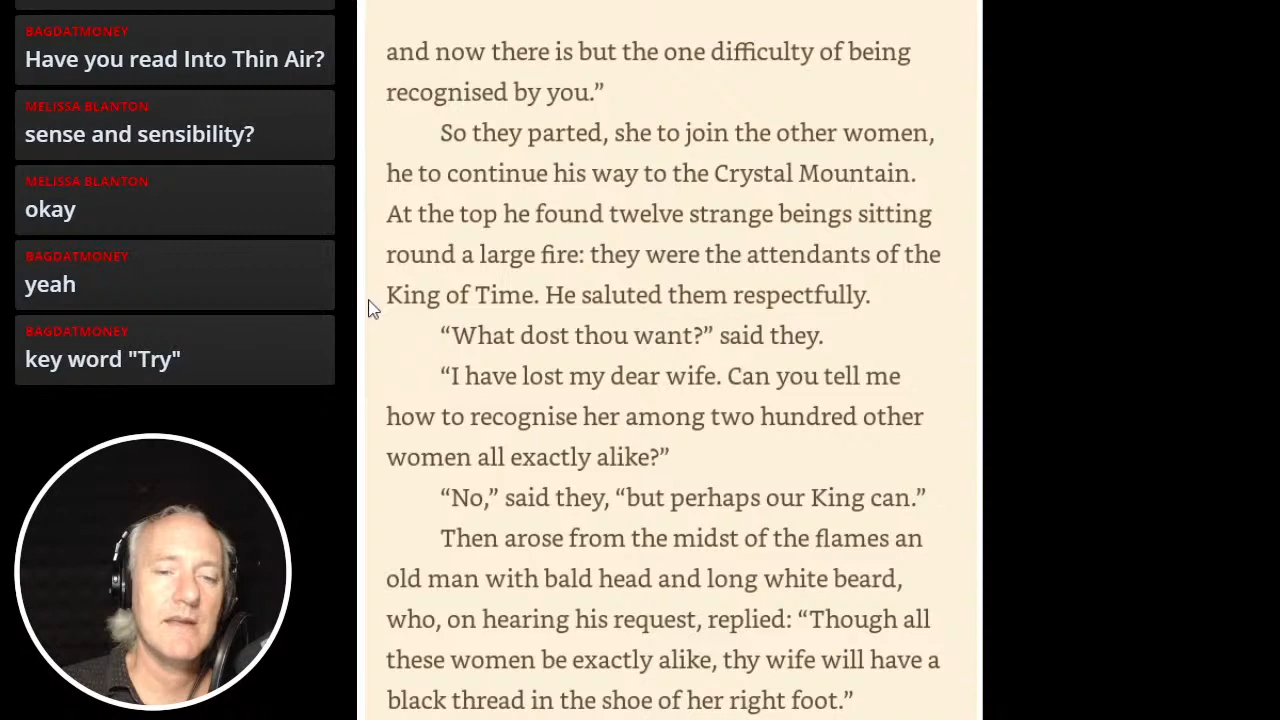 BAGDATMONEY
Have you read Into Thin Air?
MELISSA BLANTON
sense and sensibility?
MELISSA BLANTON
okay
BAGDATMONEY
yeah
BAGDATMONEY
key word "Try"
and now there is but the one difficulty of being
recognised by you.”
So they parted, she to join the other women,
he to continue his way to the Crystal Mountain.
At the top he found twelve strange beings sitting
round a large fire: they were the attendants of the
King of Time. He saluted them respectfully.
“What dost thou want?” said they.
“I have lost my dear wife. Can you tell me
how to recognise her among two hundred other
women all exactly alike?”
“No,” said they, “but perhaps our King can.”
Then arose from the midst of the flames an
old man with bald head and long white beard,
who, on hearing his request, replied: “Though all
these women be exactly alike, thy wife will have a
black thread in the shoe of her right foot.”